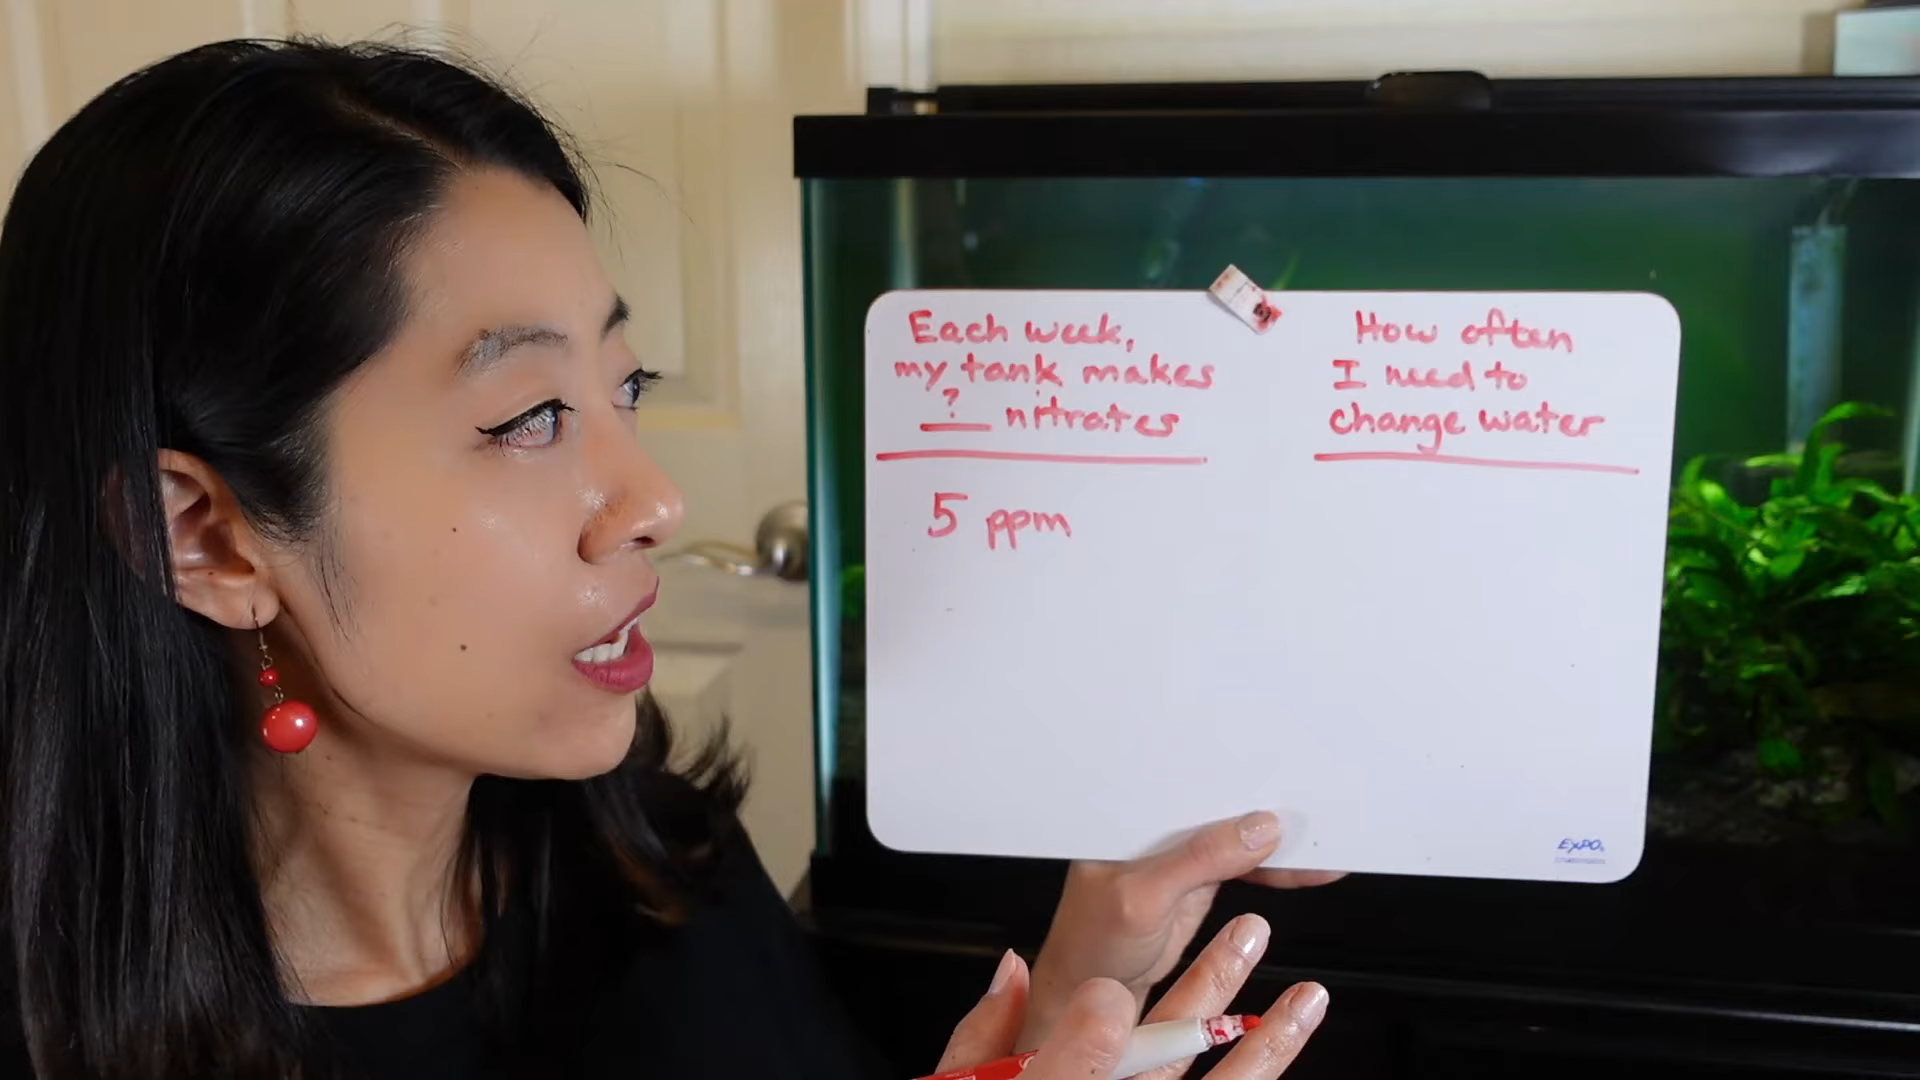 Each week,
my tank makes
? nitrates
How often
I need to
change water
5 ppm
EXPO